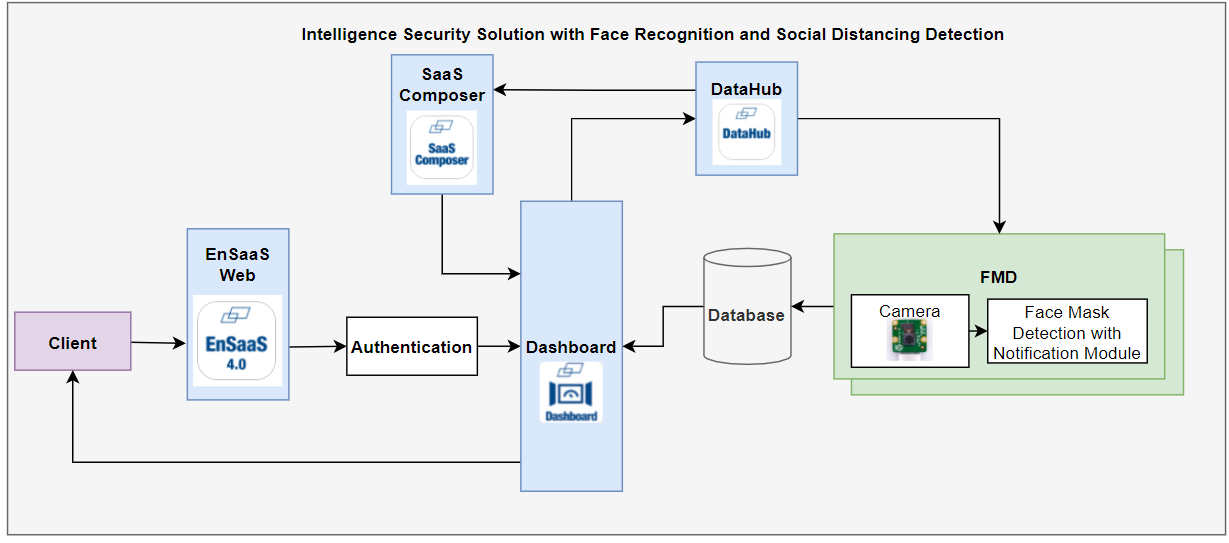 Intelligence Security Solution with Face Recognition and Social Distancing Detection
SaaS
Composer
SaaS
Composer
DataHub
DataHub
EnSaaS
Web
EnSaaS
4.0
Client
Authentication
Dashboard
Dashboard
Database
FMD
Camera
Face Mask
Detection with
Notification Module